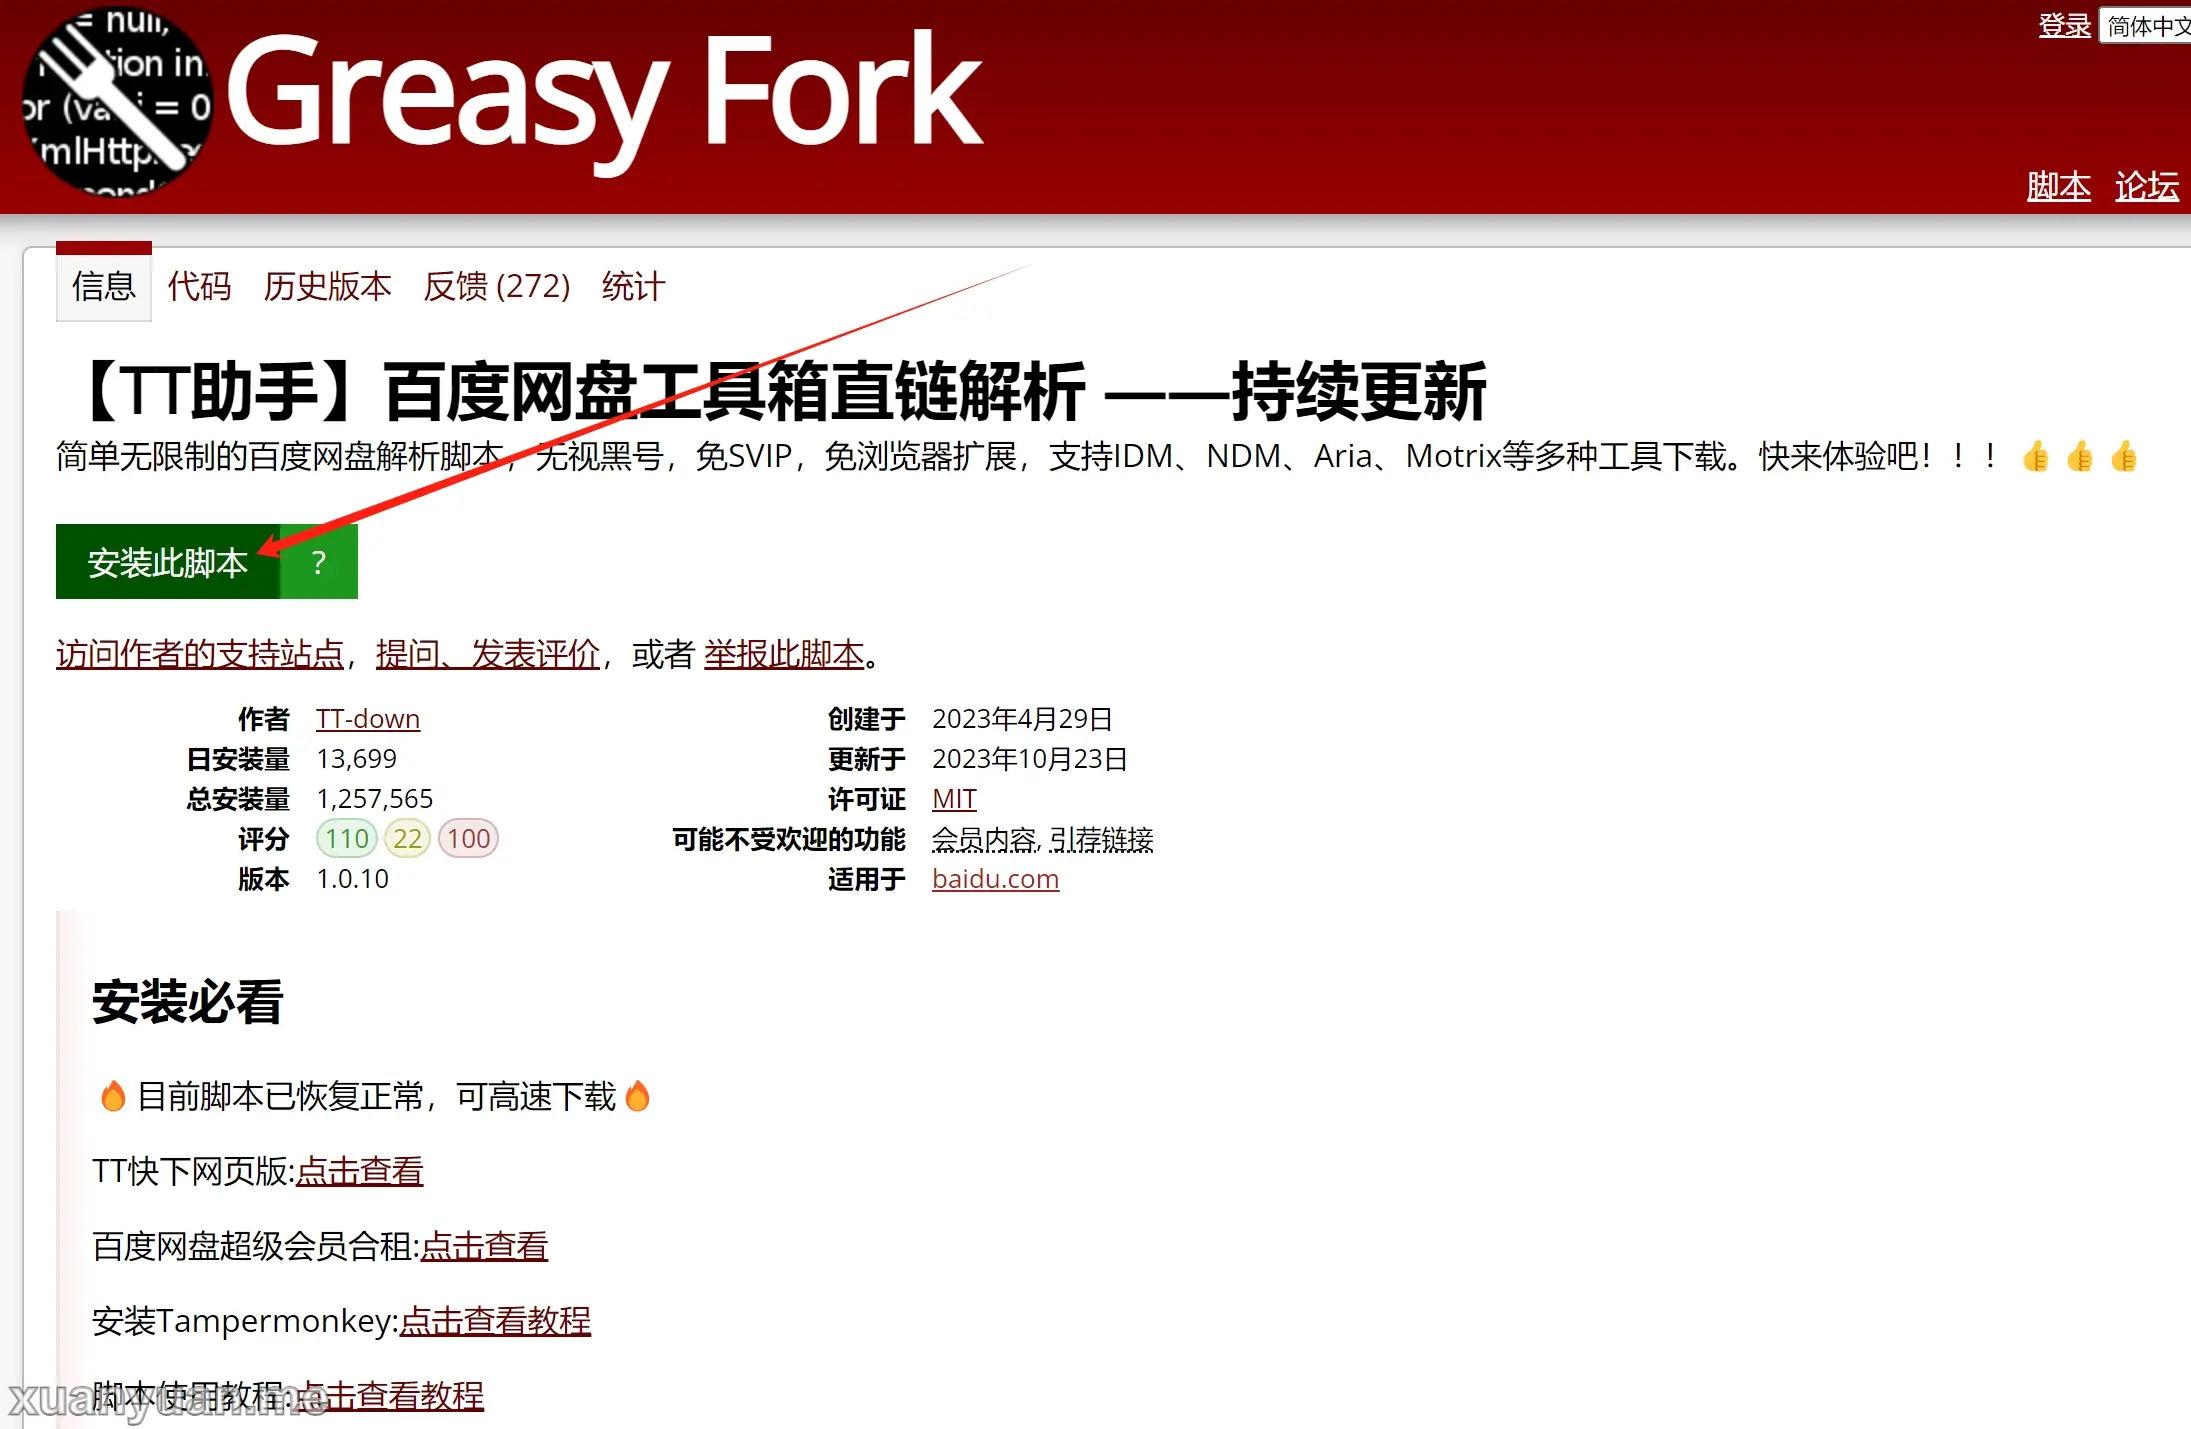 = null,
tion in
or (va i = 0
XmlHttp
Greasy Fork
登录 简体中文
脚本 论坛
信息 代码 历史版本 反馈 (272) 统计
【TT助手】百度网盘工具箱直链解析 ——持续更新
简单无限制的百度网盘解析脚本，无视黑号，免SVIP，免浏览器扩展，支持IDM、NDM、Aria、Motrix等多种工具下载。快来体验吧！！！ 👍👍👍
安装此脚本 ?
访问作者的支持站点，提问、发表评价，或者 举报此脚本。
作者 TT-down
日安装量 13,699
总安装量 1,257,565
评分 110 22 100
版本 1.0.10
创建于 2023年4月29日
更新于 2023年10月23日
许可证 MIT
可能不受欢迎的功能 会员内容, 引荐链接
适用于 baidu.com
安装必看
🔥目前脚本已恢复正常，可高速下载🔥
TT快下网页版:点击查看
百度网盘超级会员合租:点击查看
安装Tampermonkey:点击查看教程
脚本使用教程:点击查看教程
xuanyuan.me